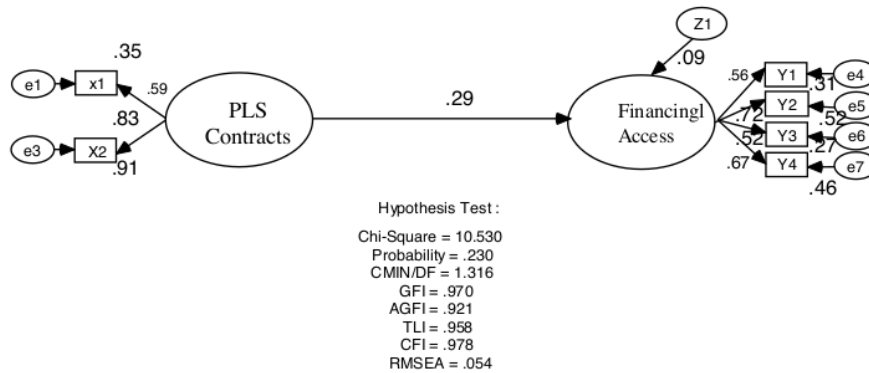 Z1
.09
.35
e1
x1
.59
.83
e3
X2
.91
PLS
Contracts
.29
Financingl
Access
.56
Y1
.31
e4
.72
Y2
.52
e5
.52
Y3
.27
e6
.67
Y4
.46
e7
Hypothesis Test :
Chi-Square = 10.530
Probability = .230
CMIN/DF = 1.316
GFI = .970
AGFI = .921
TLI = .958
CFI = .978
RMSEA = .054